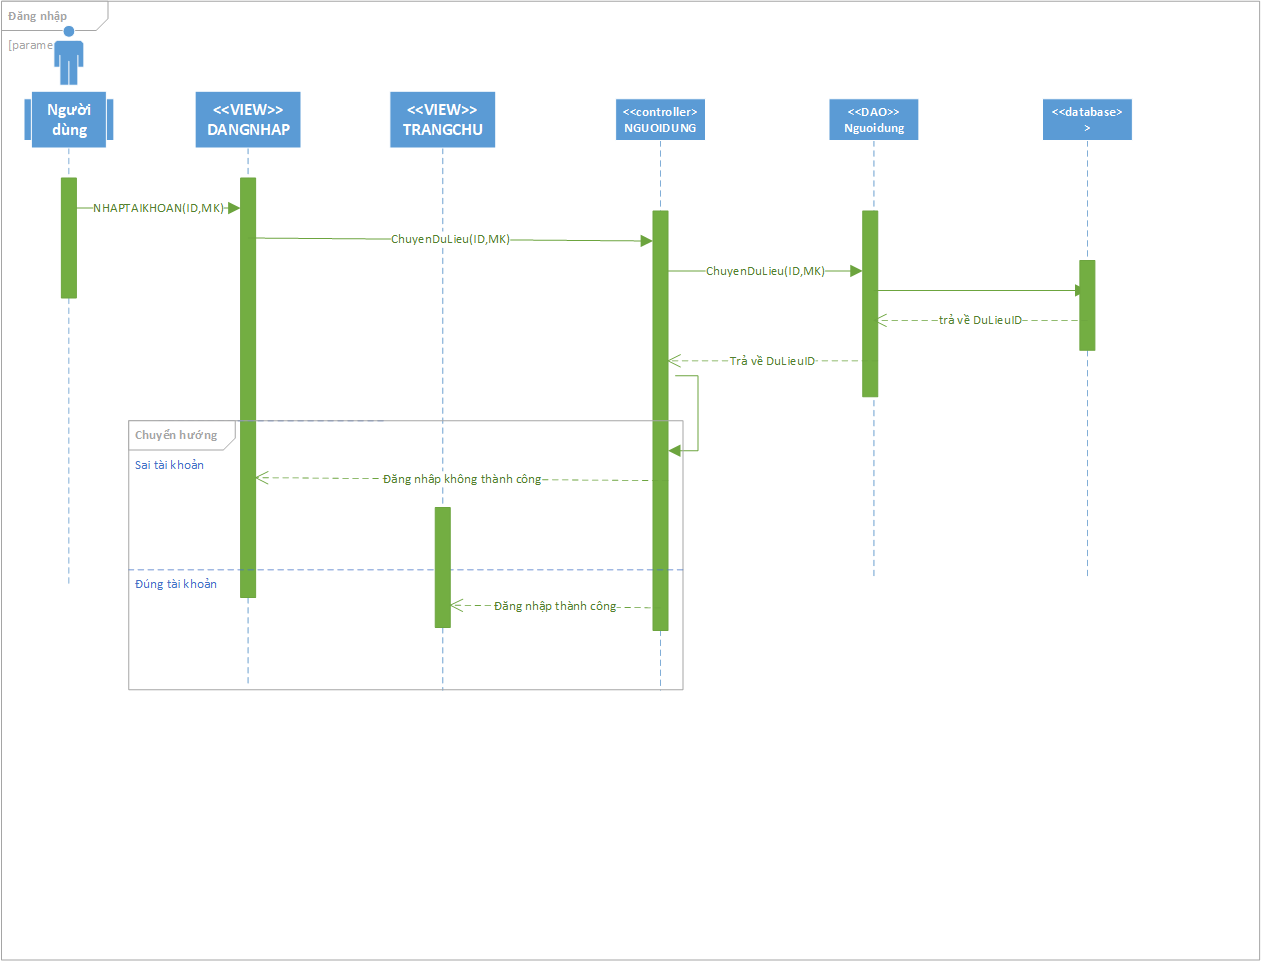 Đăng nhập
[parame
Người
dùng
<<VIEW>>
DANGNHAP
<<VIEW>>
TRANGCHU
<<controller>
NGUOIDUNG
<<DAO>>
Nguoidung
<<database>
>
NHAPTAIKHOAN(ID,MK)
ChuyenDuLieu(ID,MK)
ChuyenDuLieu(ID,MK)
trả về DuLieuID
Trả về DuLieuID
Chuyển hướng
Sai tài khoản
Đăng nhâp không thành công
Đúng tài khoản
Đăng nhập thành công